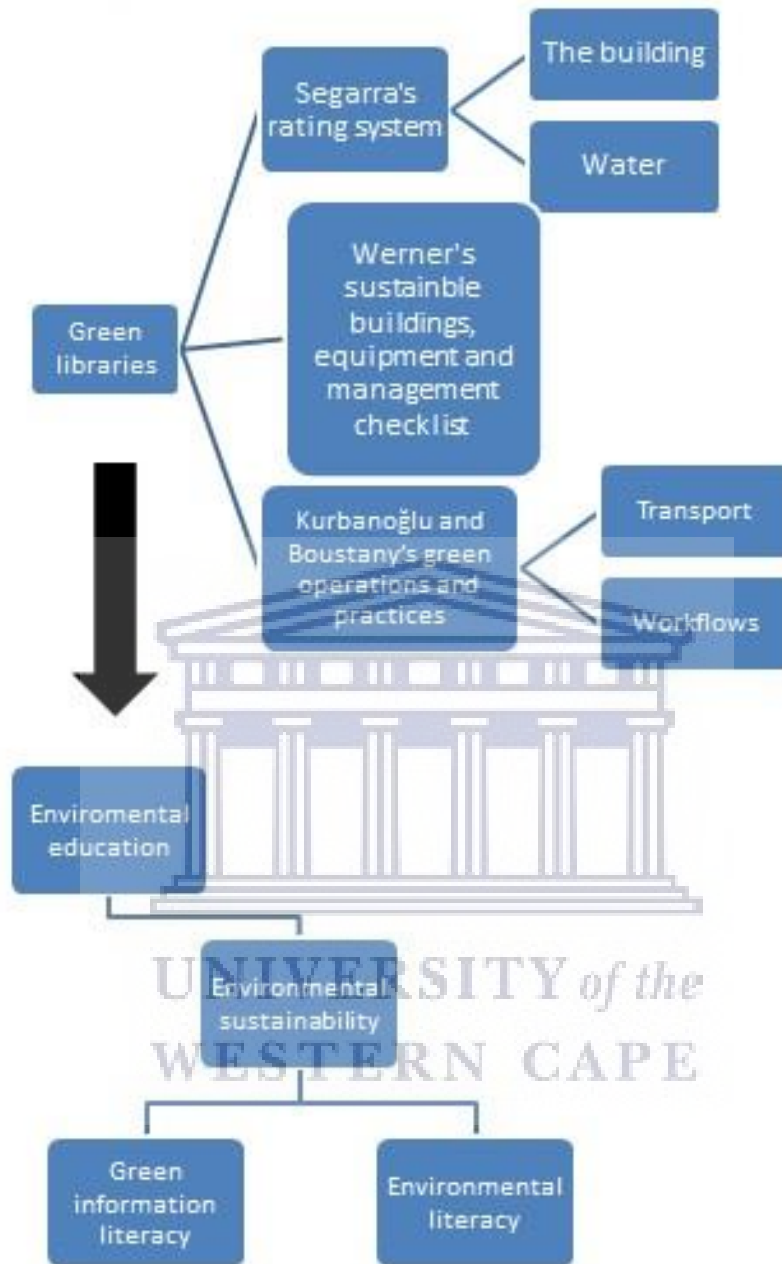 Segarra's
rating system
The building
Water
Green
libraries
Werner's
sustainble
buildings,
equipment and
management
checklist
Kurbanoğlu and
Boustany's green
operations and
practices
Transport
Workflows
Enviromental
education
Environmental
sustainability
UNIVERSITY of the
WESTERN CAPE
Green
information
literacy
Environmental
literacy